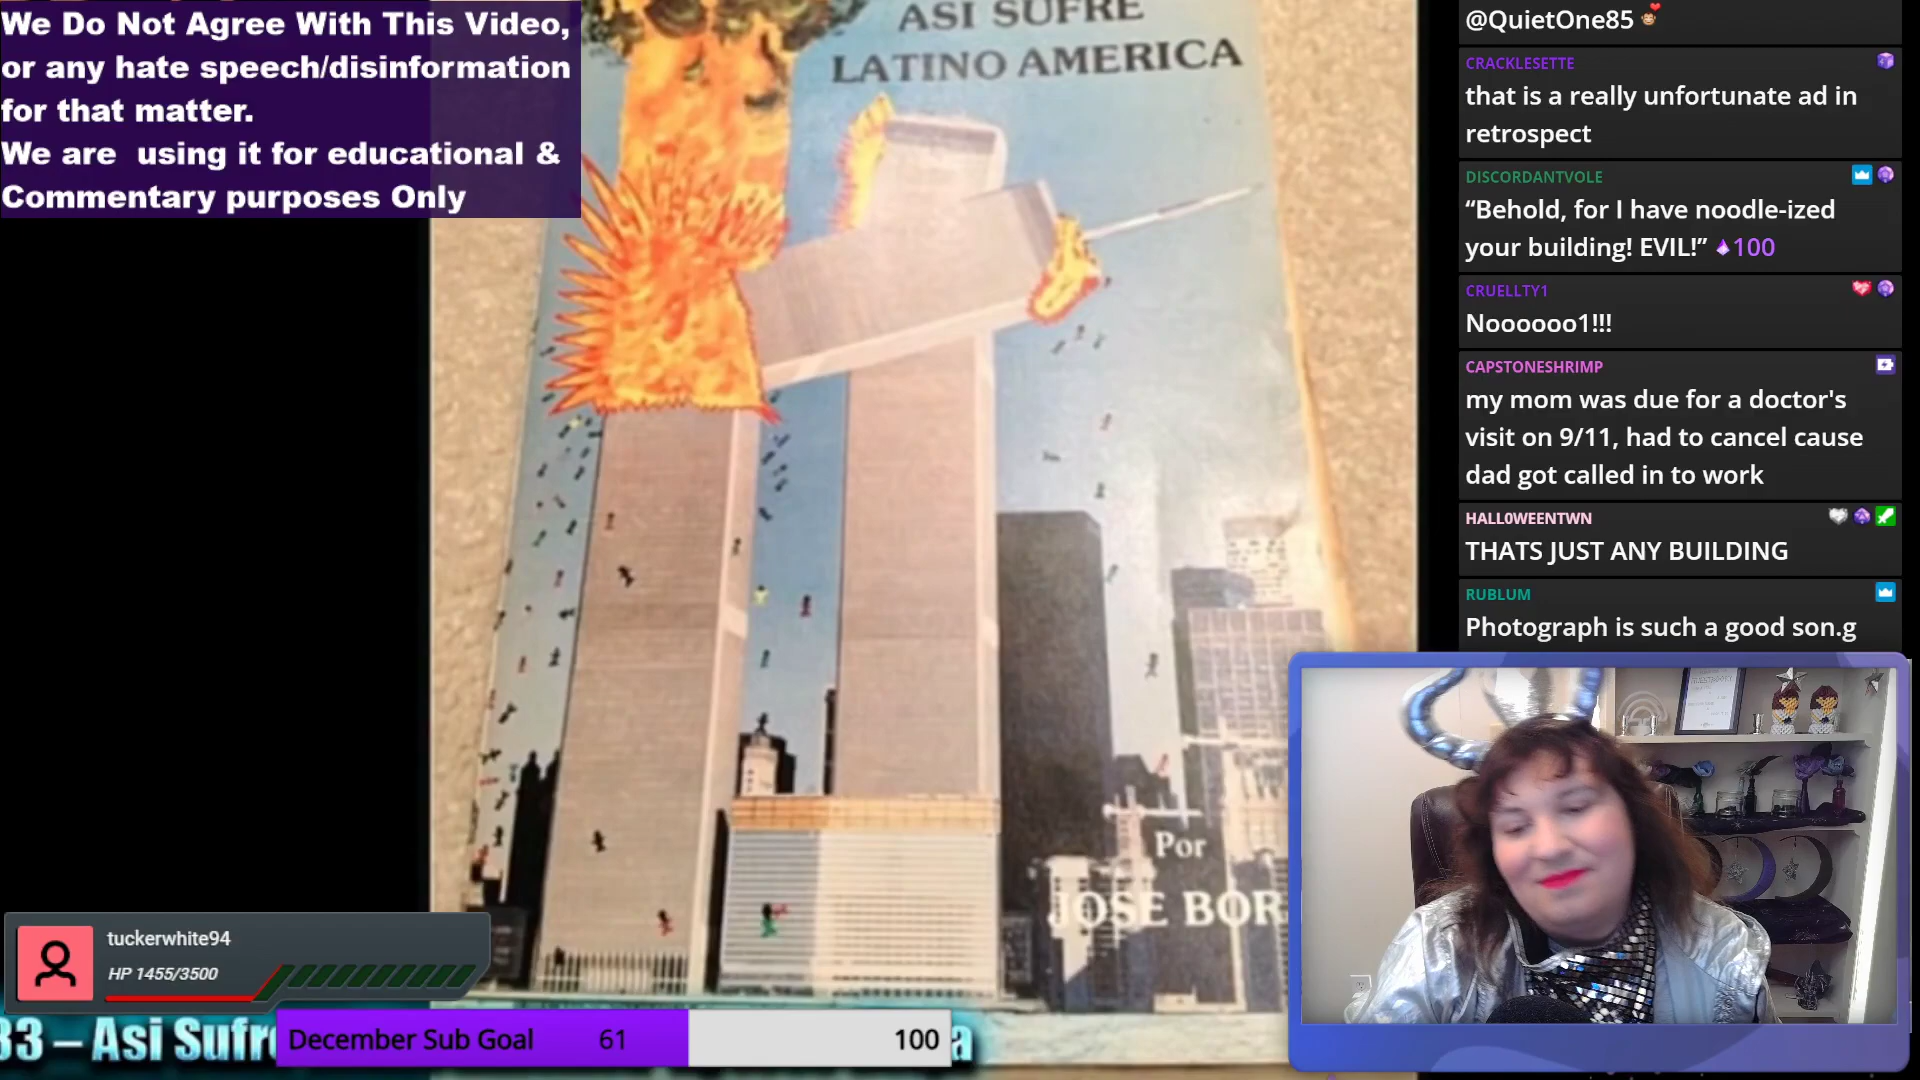 We Do Not Agree With This Video,
or any hate speech/disinformation
for that matter.
We are using it for educational &
Commentary purposes Only
ASI SUFRE
LATINO AMERICA
Por
JOSE BOR
@QuietOne85
CRACKLESETTE
that is a really unfortunate ad in
retrospect
DISCORDANTVOLE
“Behold, for I have noodle-ized
your building! EVIL!” 100
CRUELLTY1
Noooooo1!!!
CAPSTONESHRIMP
my mom was due for a doctor's
visit on 9/11, had to cancel cause
dad got called in to work
HALL0WEENTWN
THATS JUST ANY BUILDING
RUBLUM
Photograph is such a good son.g
tuckerwhite94
HP 1455/3500
33 – Asi Sufr
December Sub Goal 61 100
a